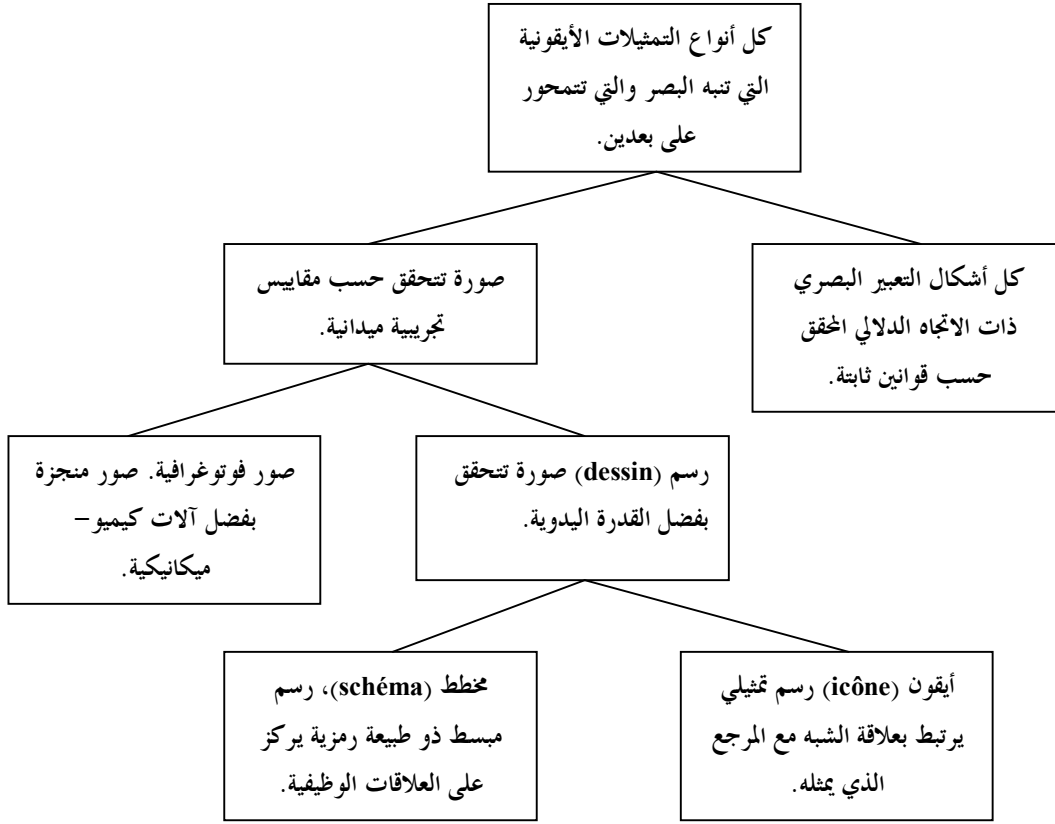 كل أنواع التمثيلات الأيقونية
التي تنبه البصر والتي تتمحور
على بعدين.
كل أشكال التعبير البصري
ذات الاتجاه الدلالي المحقق
حسب قوانين ثابتة.
صورة تتحقق حسب مقاييس
تجريبية ميدانية.
رسم (dessin) صورة تتحقق
بفضل القدرة اليدوية.
صور فوتوغرافية. صور منجزة
بفضل آلات كيميو–
ميكانيكية.
أيقون (icône) رسم تمثيلي
يرتبط بعلاقة الشبه مع المرجع
الذي يمثله.
مخطط (schéma)، رسم
مبسط ذو طبيعة رمزية يركز
على العلاقات الوظيفية.